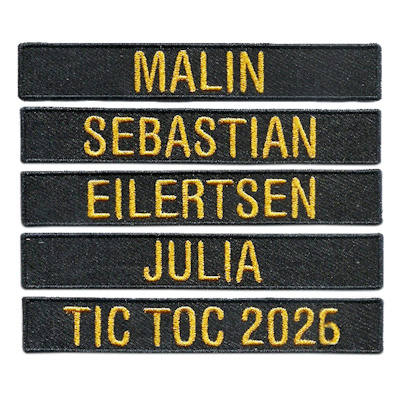 MALIN
SEBASTIAN
EILERTSEN
JULIA
TIC TOC 2026